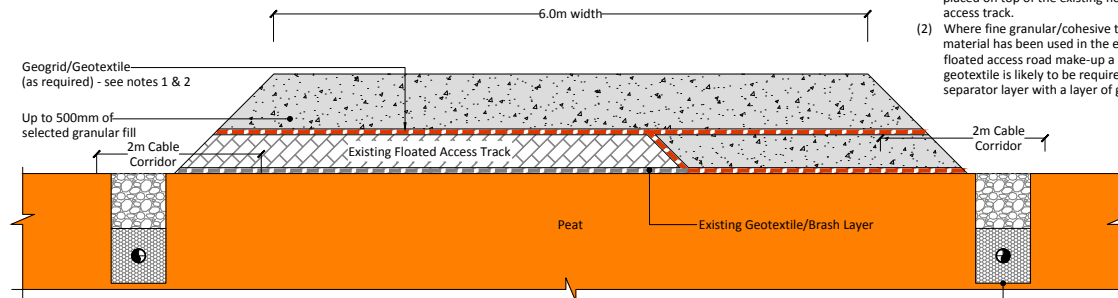 6.0m width
placed on top of the existing
access track.
(2) Where fine granular/cohesive
material has been used in the
floated access road make-up a
geotextile is likely to be
separator layer with a layer of
Geogrid/Geotextile
(as required) - see notes 1 & 2
Up to 500mm of
selected granular fill
2m Cable
Corridor
Existing Floated Access Track
2m Cable
Corridor
Peat
Existing Geotextile/Brash Layer